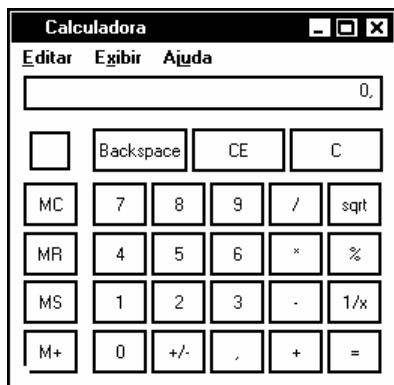 Calculadora
Editar Exibir Ajuda
0,
Backspace CE C
MC 7 8 9 / sqrt
MR 4 5 6 * %
MS 1 2 3 - 1/x
M+ 0 +/- , + =